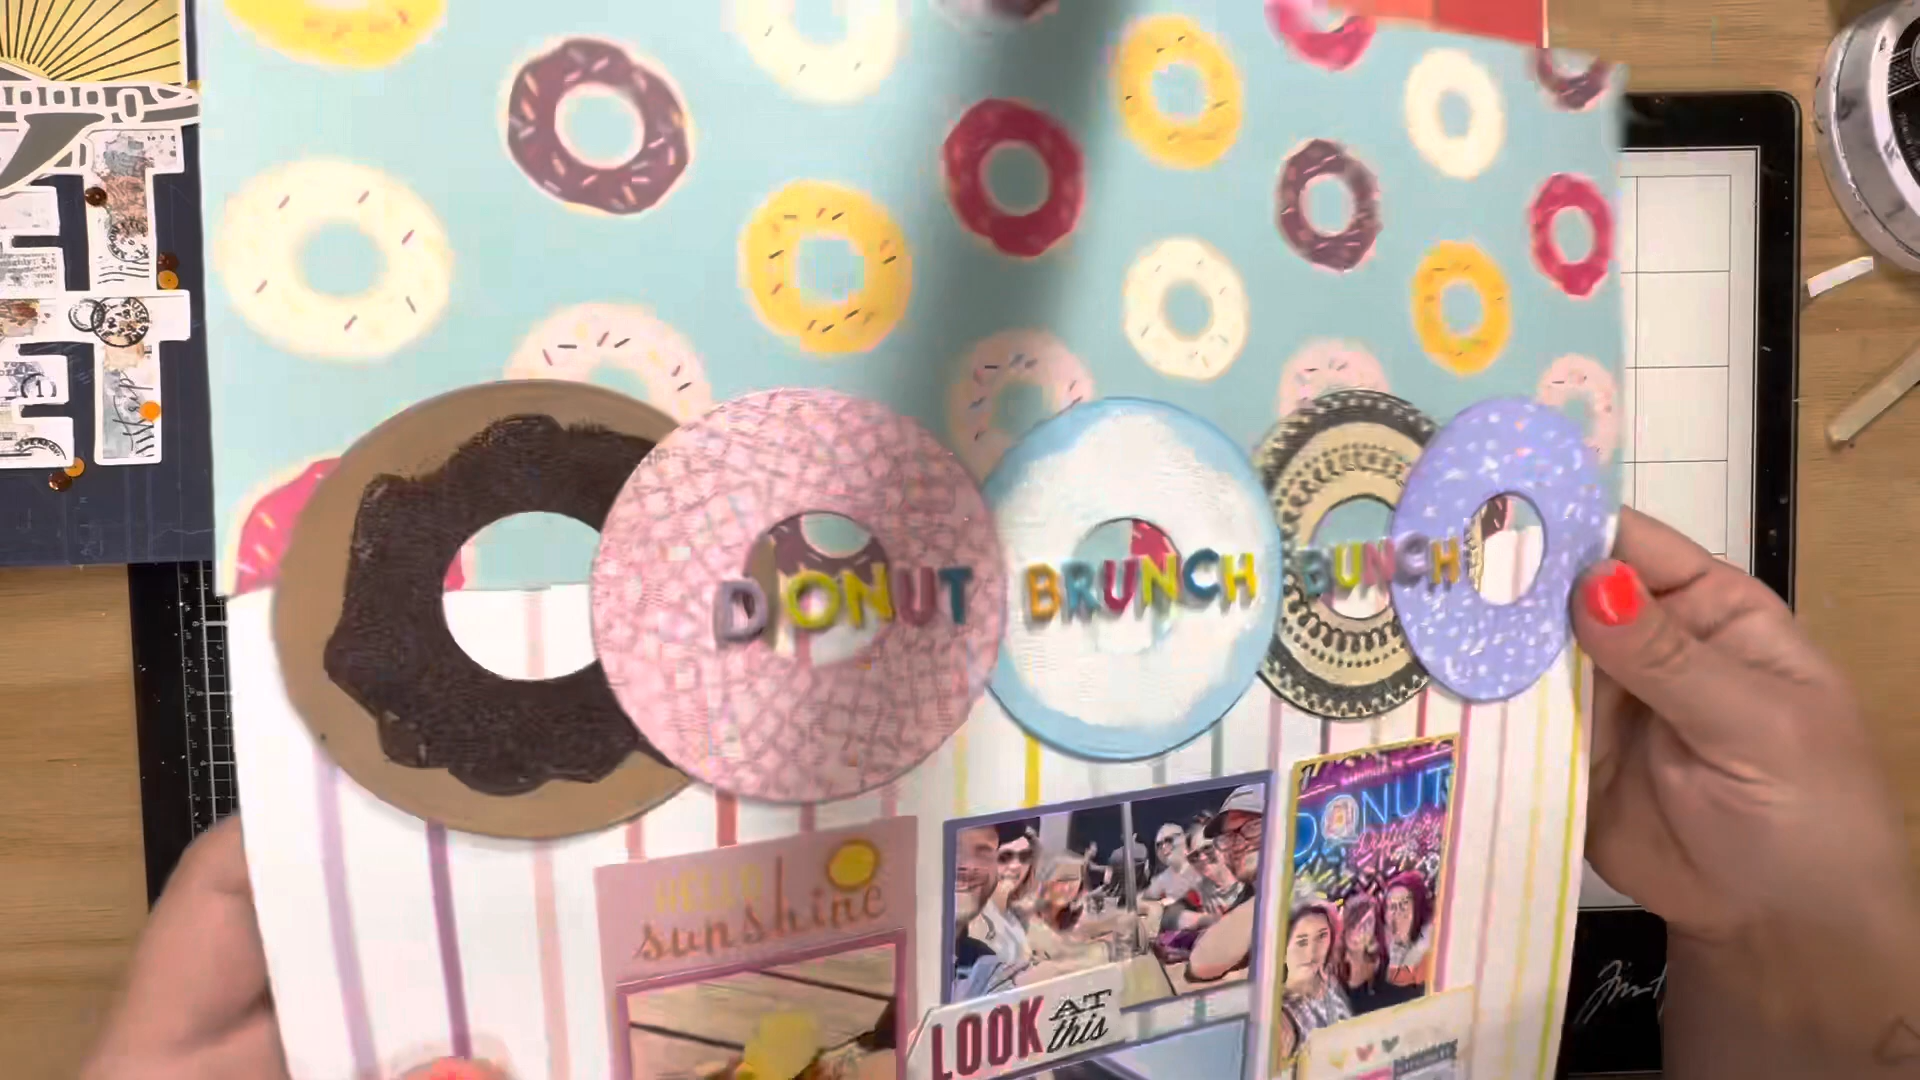 DONUT BRUNCH BUNCH
HELLO
sunshine
DONUT
LOOK AT this